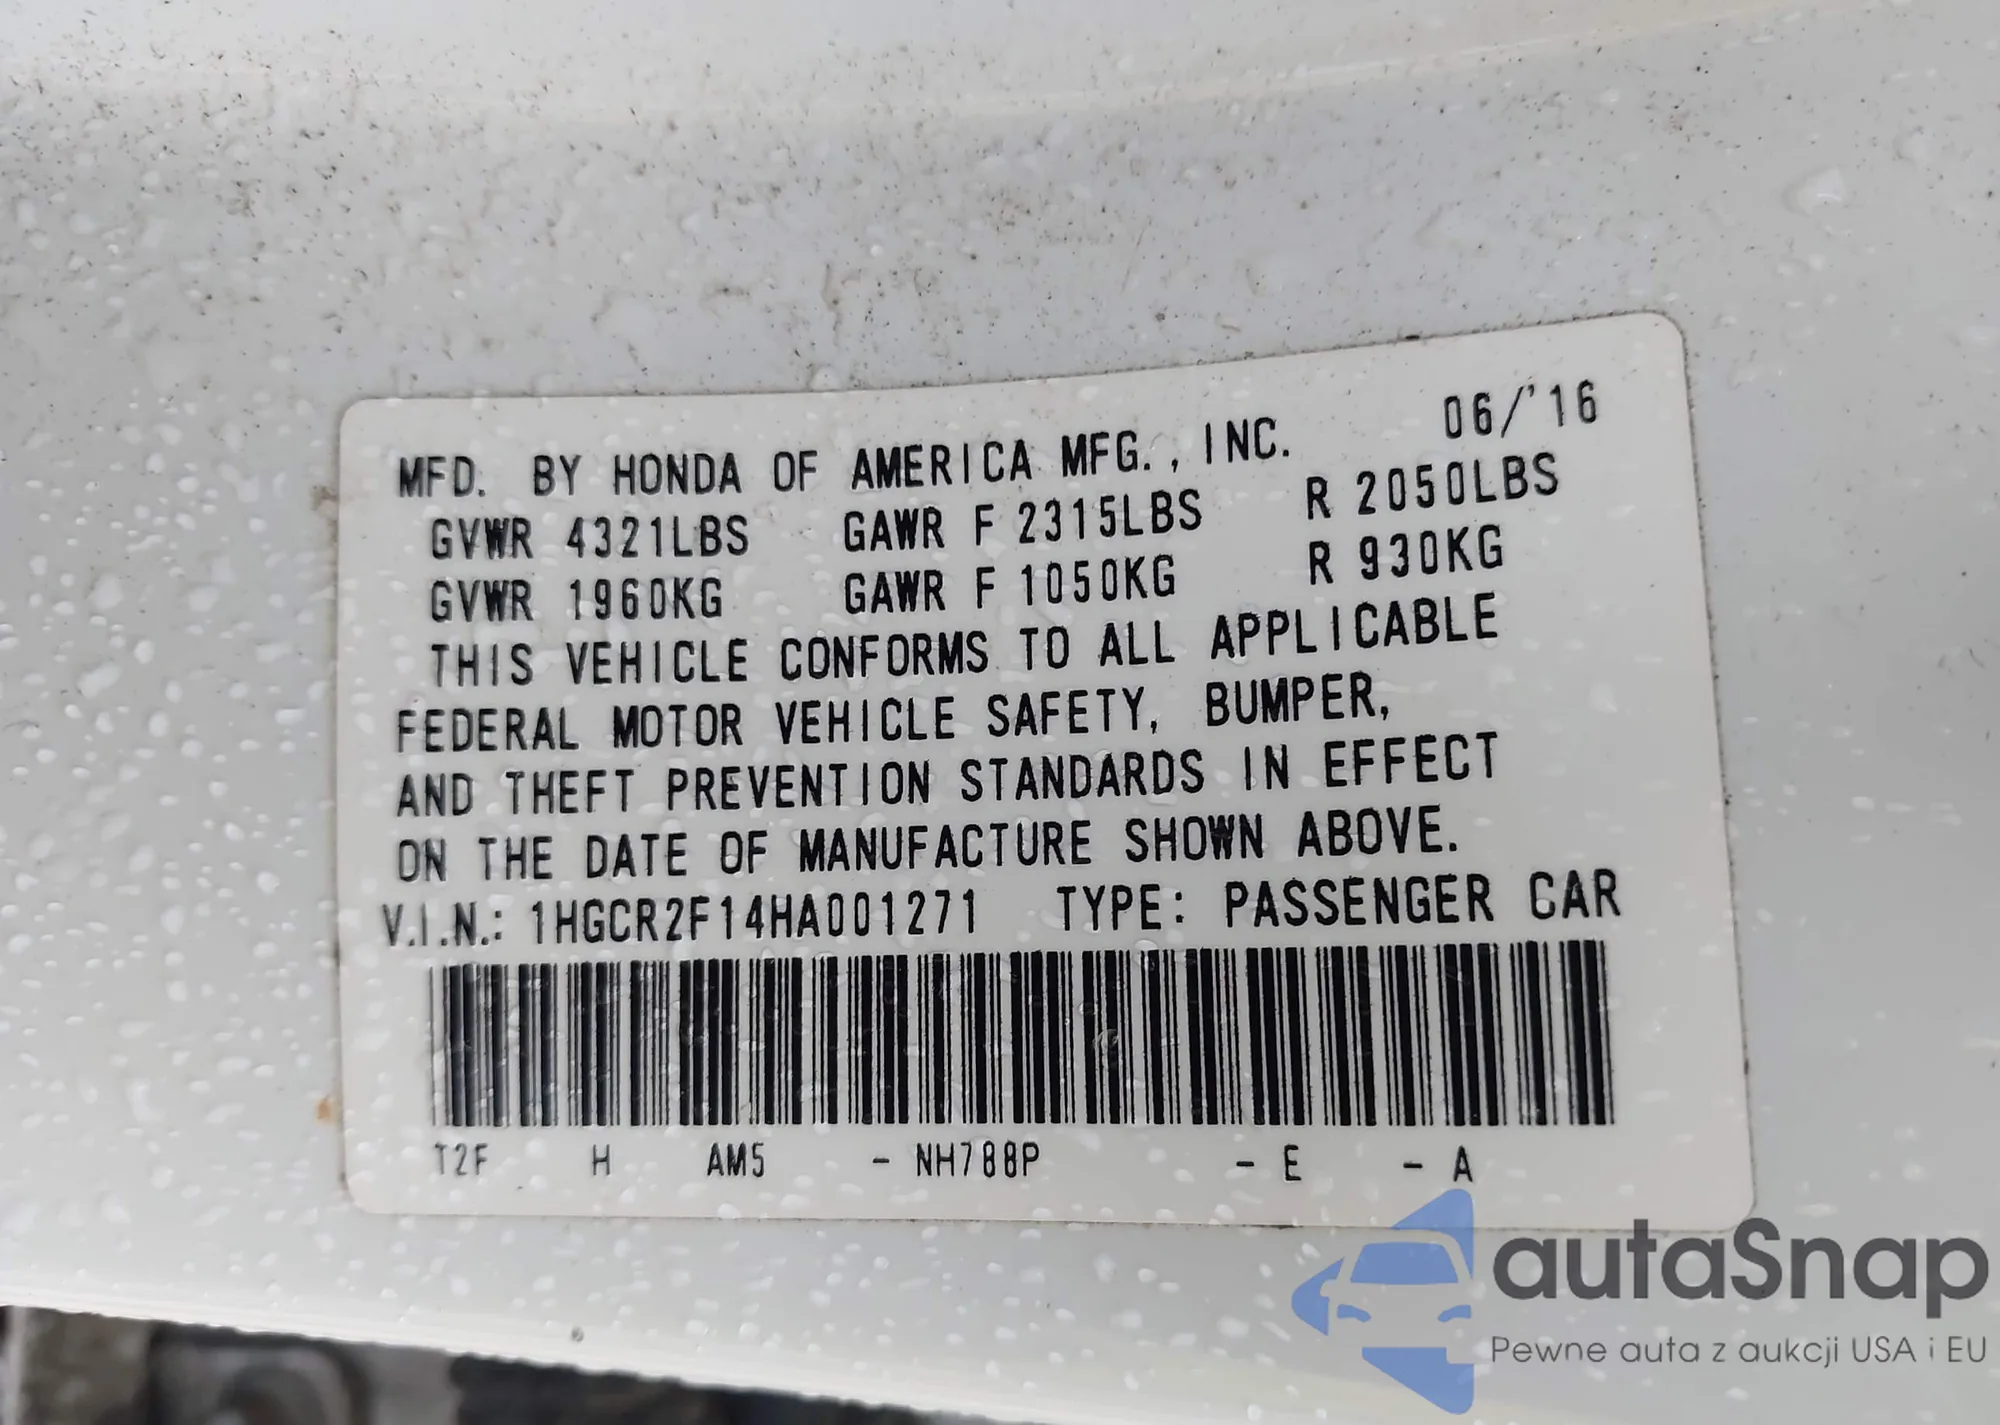 MFD. BY HONDA OF AMERICA MFG., INC. 06/'16
GVWR 4321LBS GAWR F 2315LBS R 2050LBS
GVWR 1960KG GAWR F 1050KG R 930KG
THIS VEHICLE CONFORMS TO ALL APPLICABLE
FEDERAL MOTOR VEHICLE SAFETY, BUMPER,
AND THEFT PREVENTION STANDARDS IN EFFECT
ON THE DATE OF MANUFACTURE SHOWN ABOVE.
V.I.N.: 1HGCR2F14HA001271 TYPE: PASSENGER CAR
T2F H AM5 - NH788P - E - A
autaSnap
Pewne auta z aukcji USA i EU